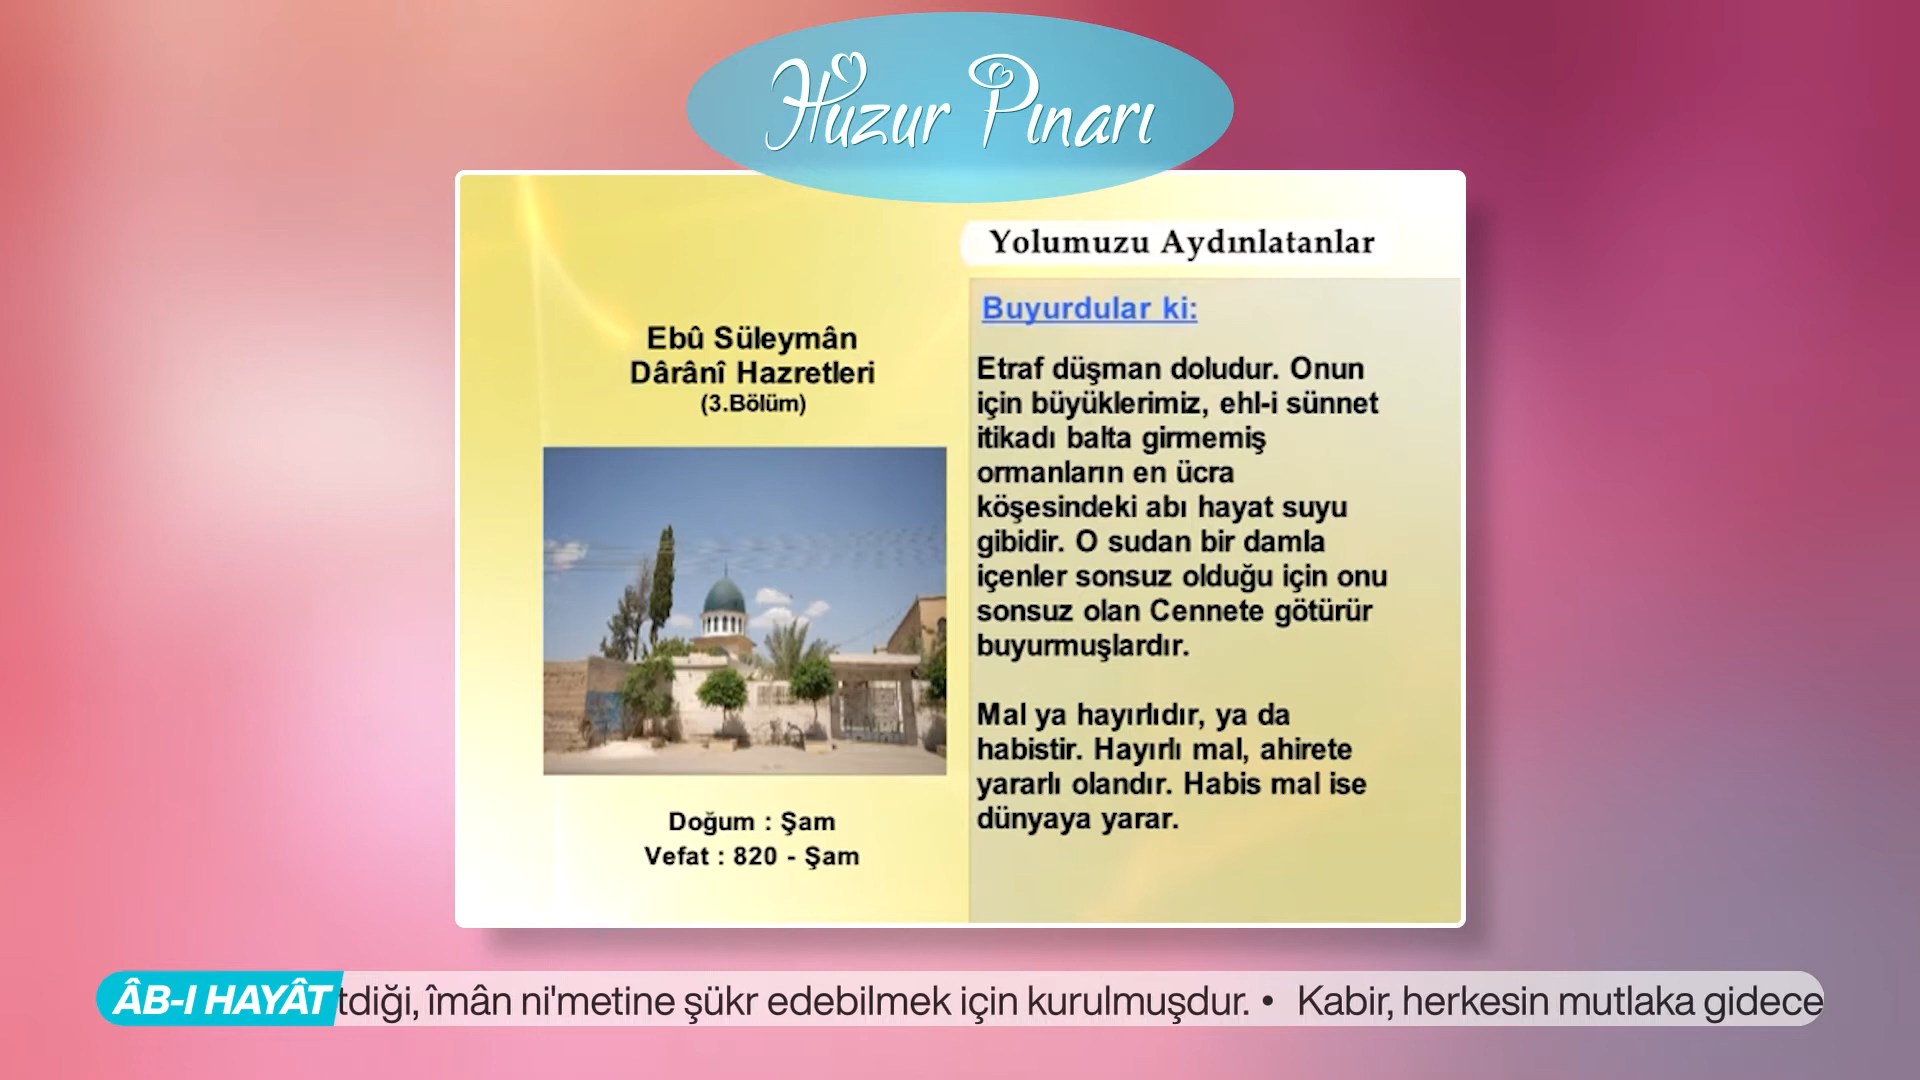 Huzur Pınarı
Yolumuzu Aydınlatanlar
Ebû Süleymân
Dârânî Hazretleri
(3.Bölüm)
Doğum : Şam
Vefat : 820 - Şam
Buyurdular ki:
Etraf düşman doludur. Onun
için büyüklerimiz, ehl-i sünnet
itikadı balta girmemiş
ormanların en ücra
köşesindeki abı hayat suyu
gibidir. O sudan bir damla
içenler sonsuz olduğu için onu
sonsuz olan Cennete götürür
buyurmuşlardır.
Mal ya hayırlıdır, ya da
habistir. Hayırlı mal, ahirete
yararlı olandır. Habis mal ise
dünyaya yarar.
ÂB-I HAYÂT
tdiği, îmân ni'metine şükr edebilmek için kurulmuşdur. • Kabir, herkesin mutlaka gidece